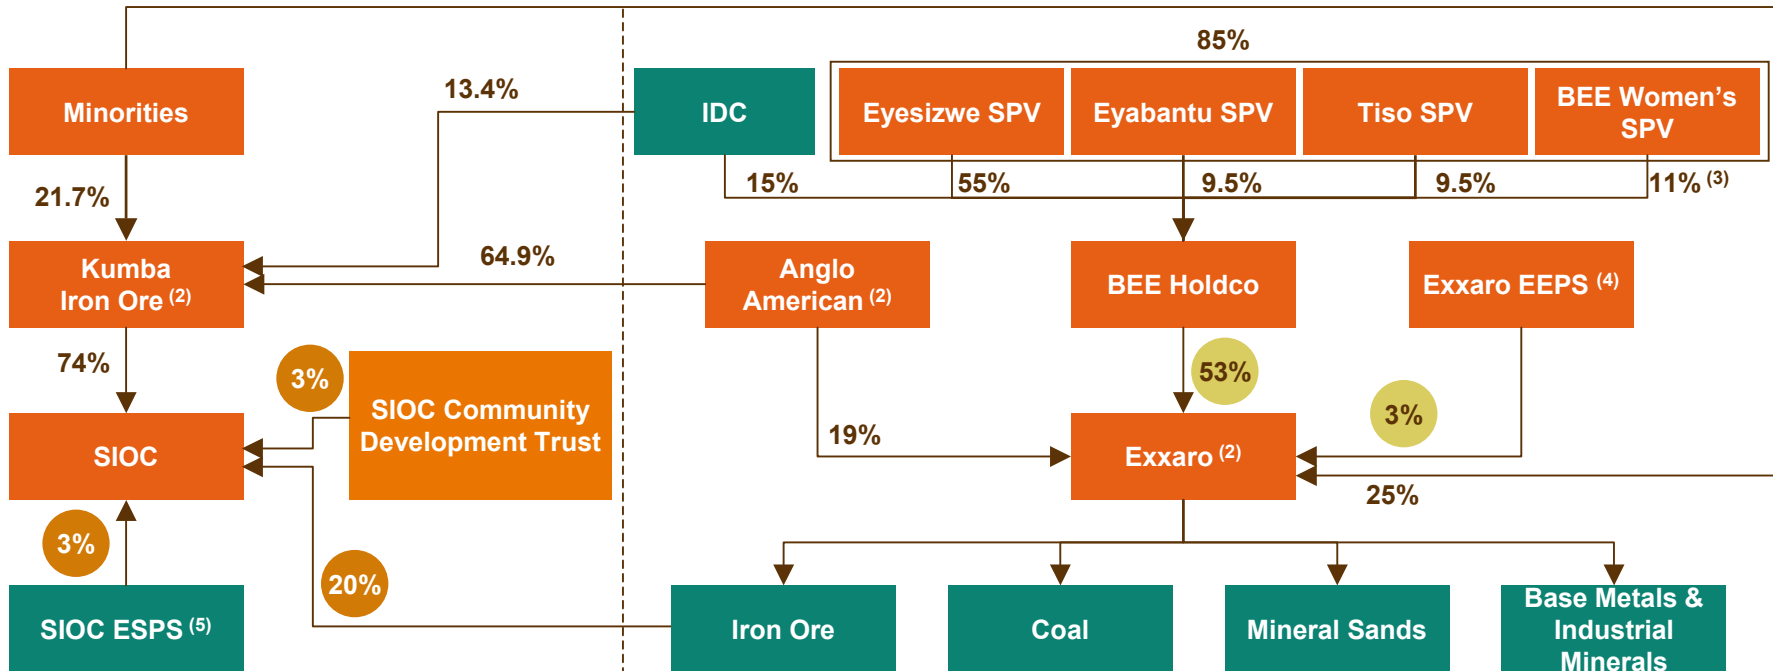 85%
Minorities
13.4%
IDC
Eyesizwe SPV
Eyabantu SPV
Tiso SPV
BEE Women’s
SPV
21.7%
15%
55%
9.5%
9.5%
11% (3)
Kumba
Iron Ore (2)
64.9%
Anglo
American (2)
BEE Holdco
Exxaro EEPS (4)
74%
3%
SIOC Community
Development Trust
53%
3%
SIOC
19%
Exxaro (2)
25%
3%
20%
SIOC ESPS (5)
Iron Ore
Coal
Mineral Sands
Base Metals &
Industrial
Minerals